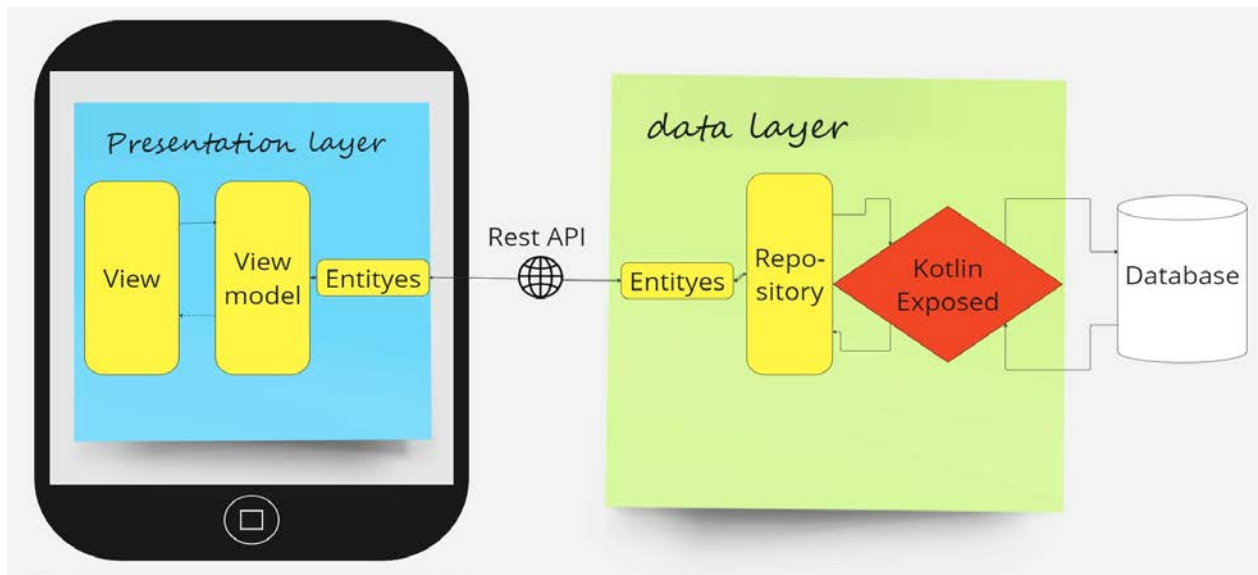 Presentation layer
View
View
model
Entityes
Rest API
data layer
Entityes
Repo-
sitory
Kotlin
Exposed
Database